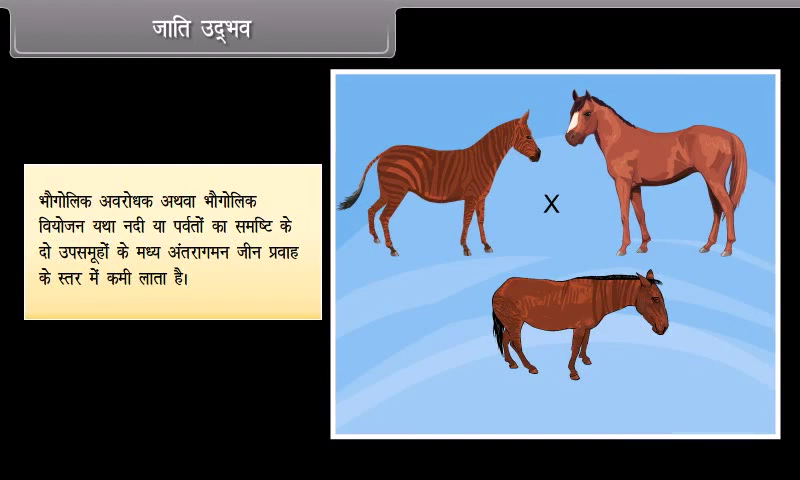 जाति उद्‌भव
भौगोलिक अवरोधक अथवा भौगोलिक
वियोजन यथा नदी या पर्वतों का समष्टि के
दो उपसमूहों के मध्य अंतरागमन जीन प्रवाह
के स्तर में कमी लाता है।
X